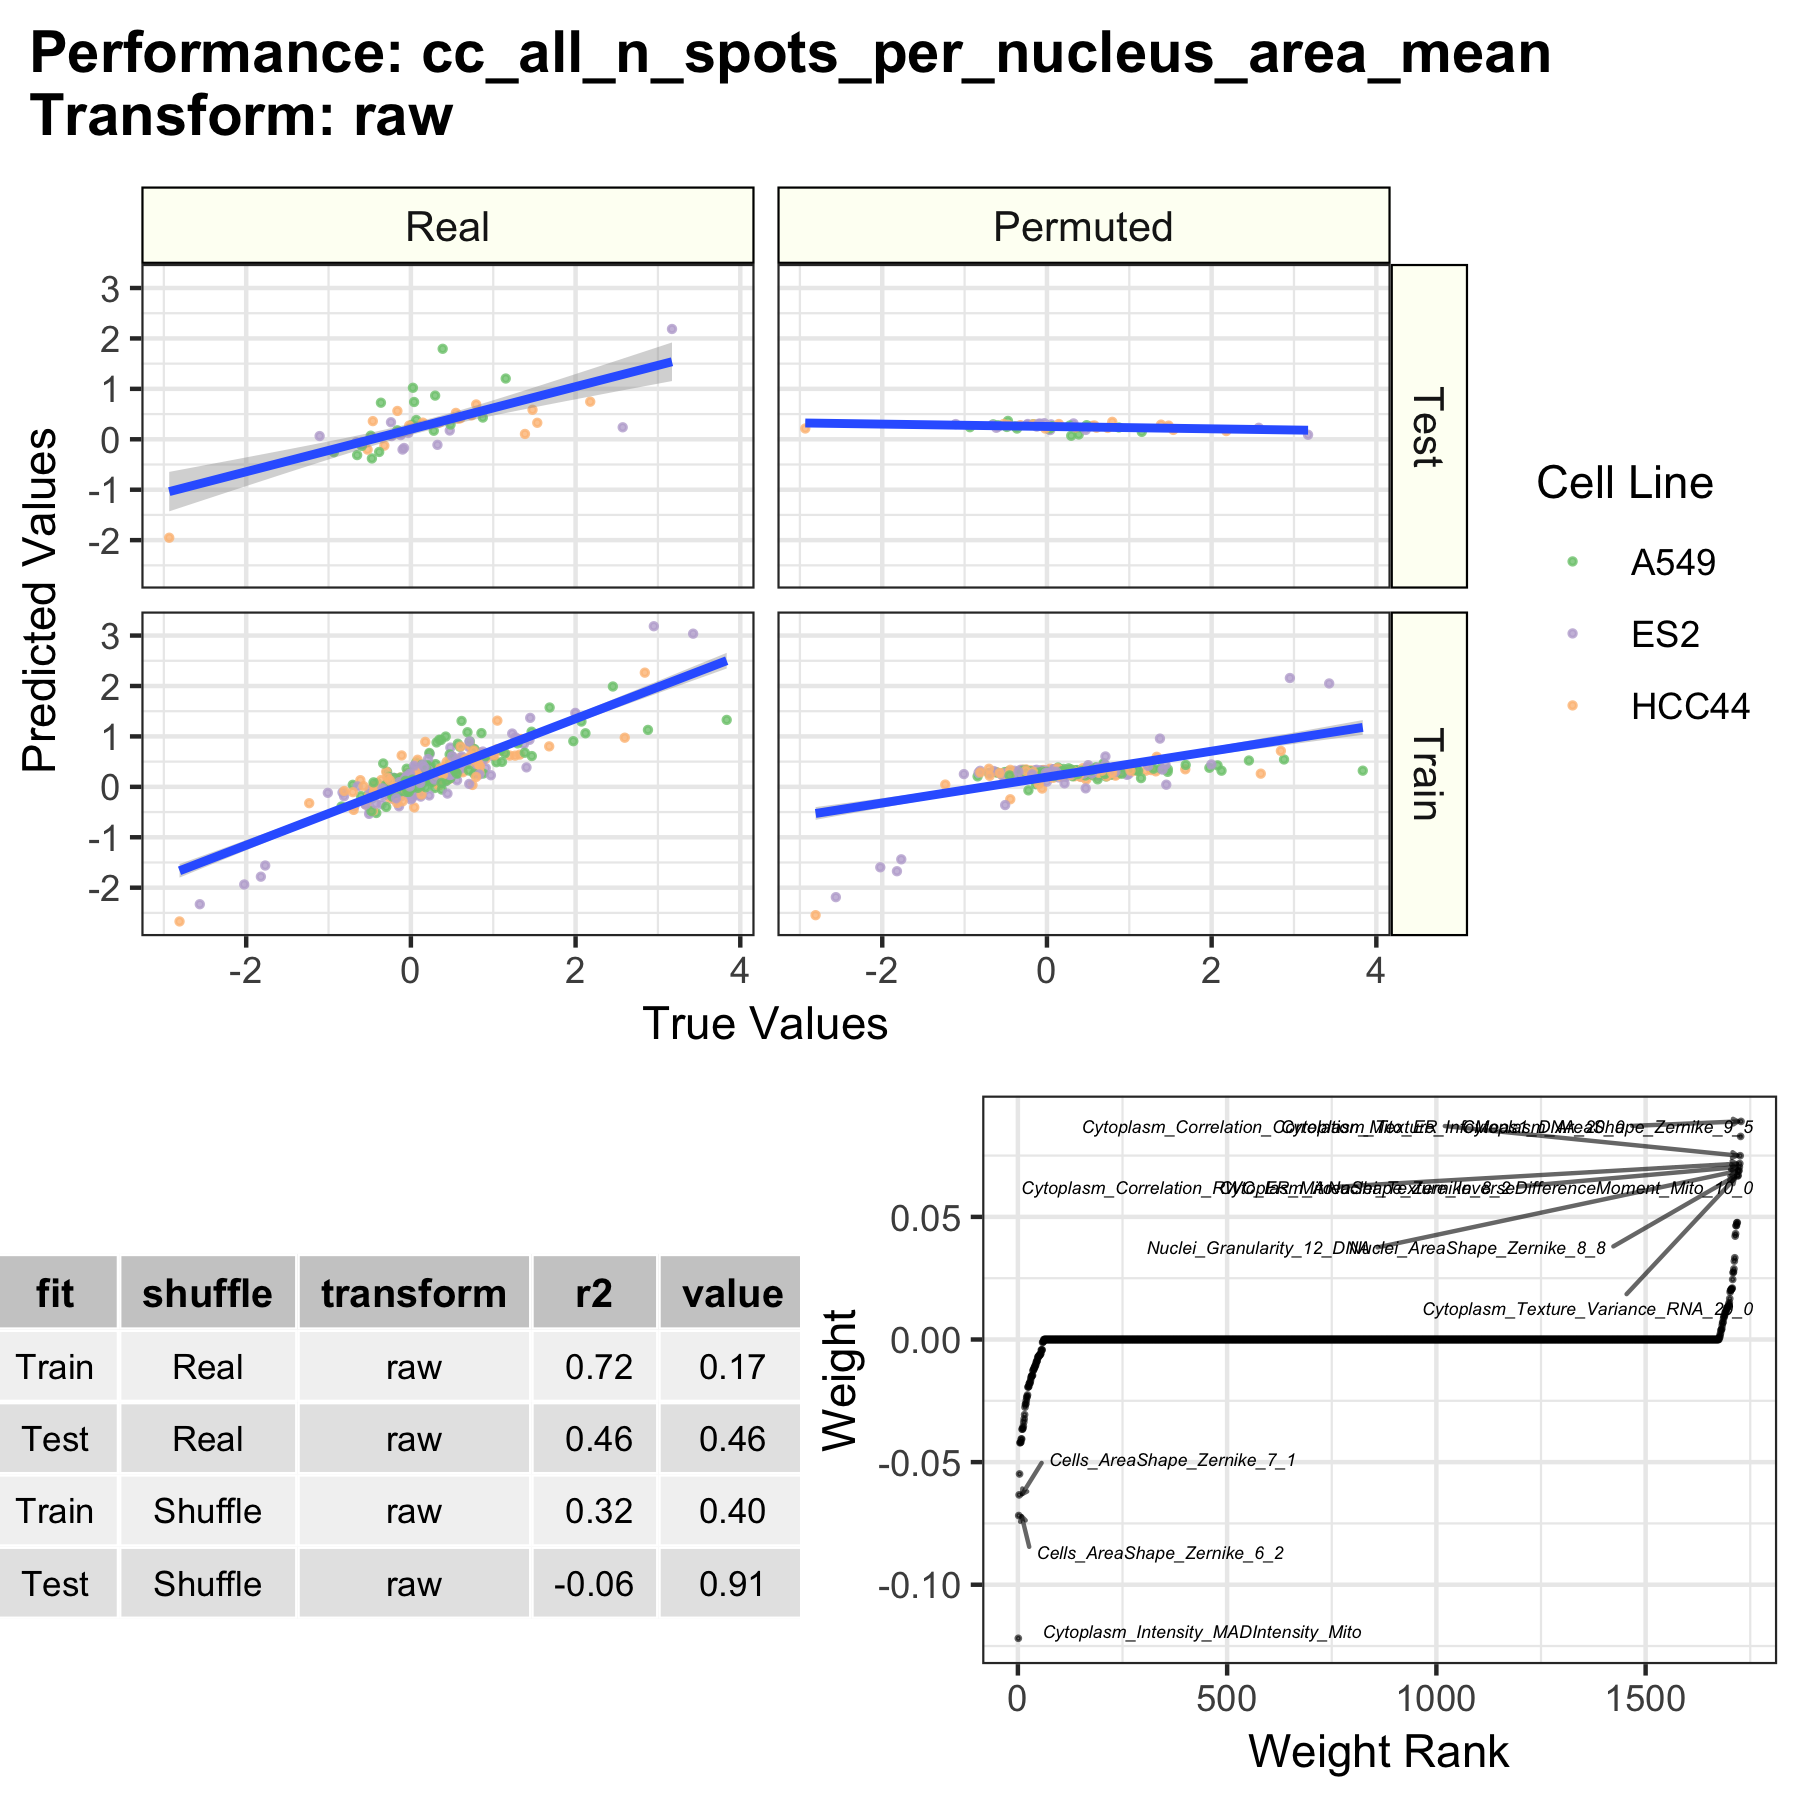 Performance: cc_all_n_spots_per_nucleus_area_mean
Transform: raw
Real
Permuted
Predicted Values
3
2
1
0
-1
-2
Test
3
2
1
0
-1
-2
Train
-2
0
2
4
-2
0
2
4
True Values
Cell Line
A549
ES2
HCC44
fit shuffle transform r2 value
Train Real raw 0.72 0.17
Test Real raw 0.46 0.46
Train Shuffle raw 0.32 0.40
Test Shuffle raw -0.06 0.91
Weight
0.05
0.00
-0.05
-0.10
Nuclei_Granularity_12_DNA
Nuclei_AreaShape_Zernike_8_8
Cytoplasm_Texture_Variance_RNA_20_0
Cells_AreaShape_Zernike_7_1
Cells_AreaShape_Zernike_6_2
Cytoplasm_Intensity_MADIntensity_Mito
0
500
1000
1500
Weight Rank